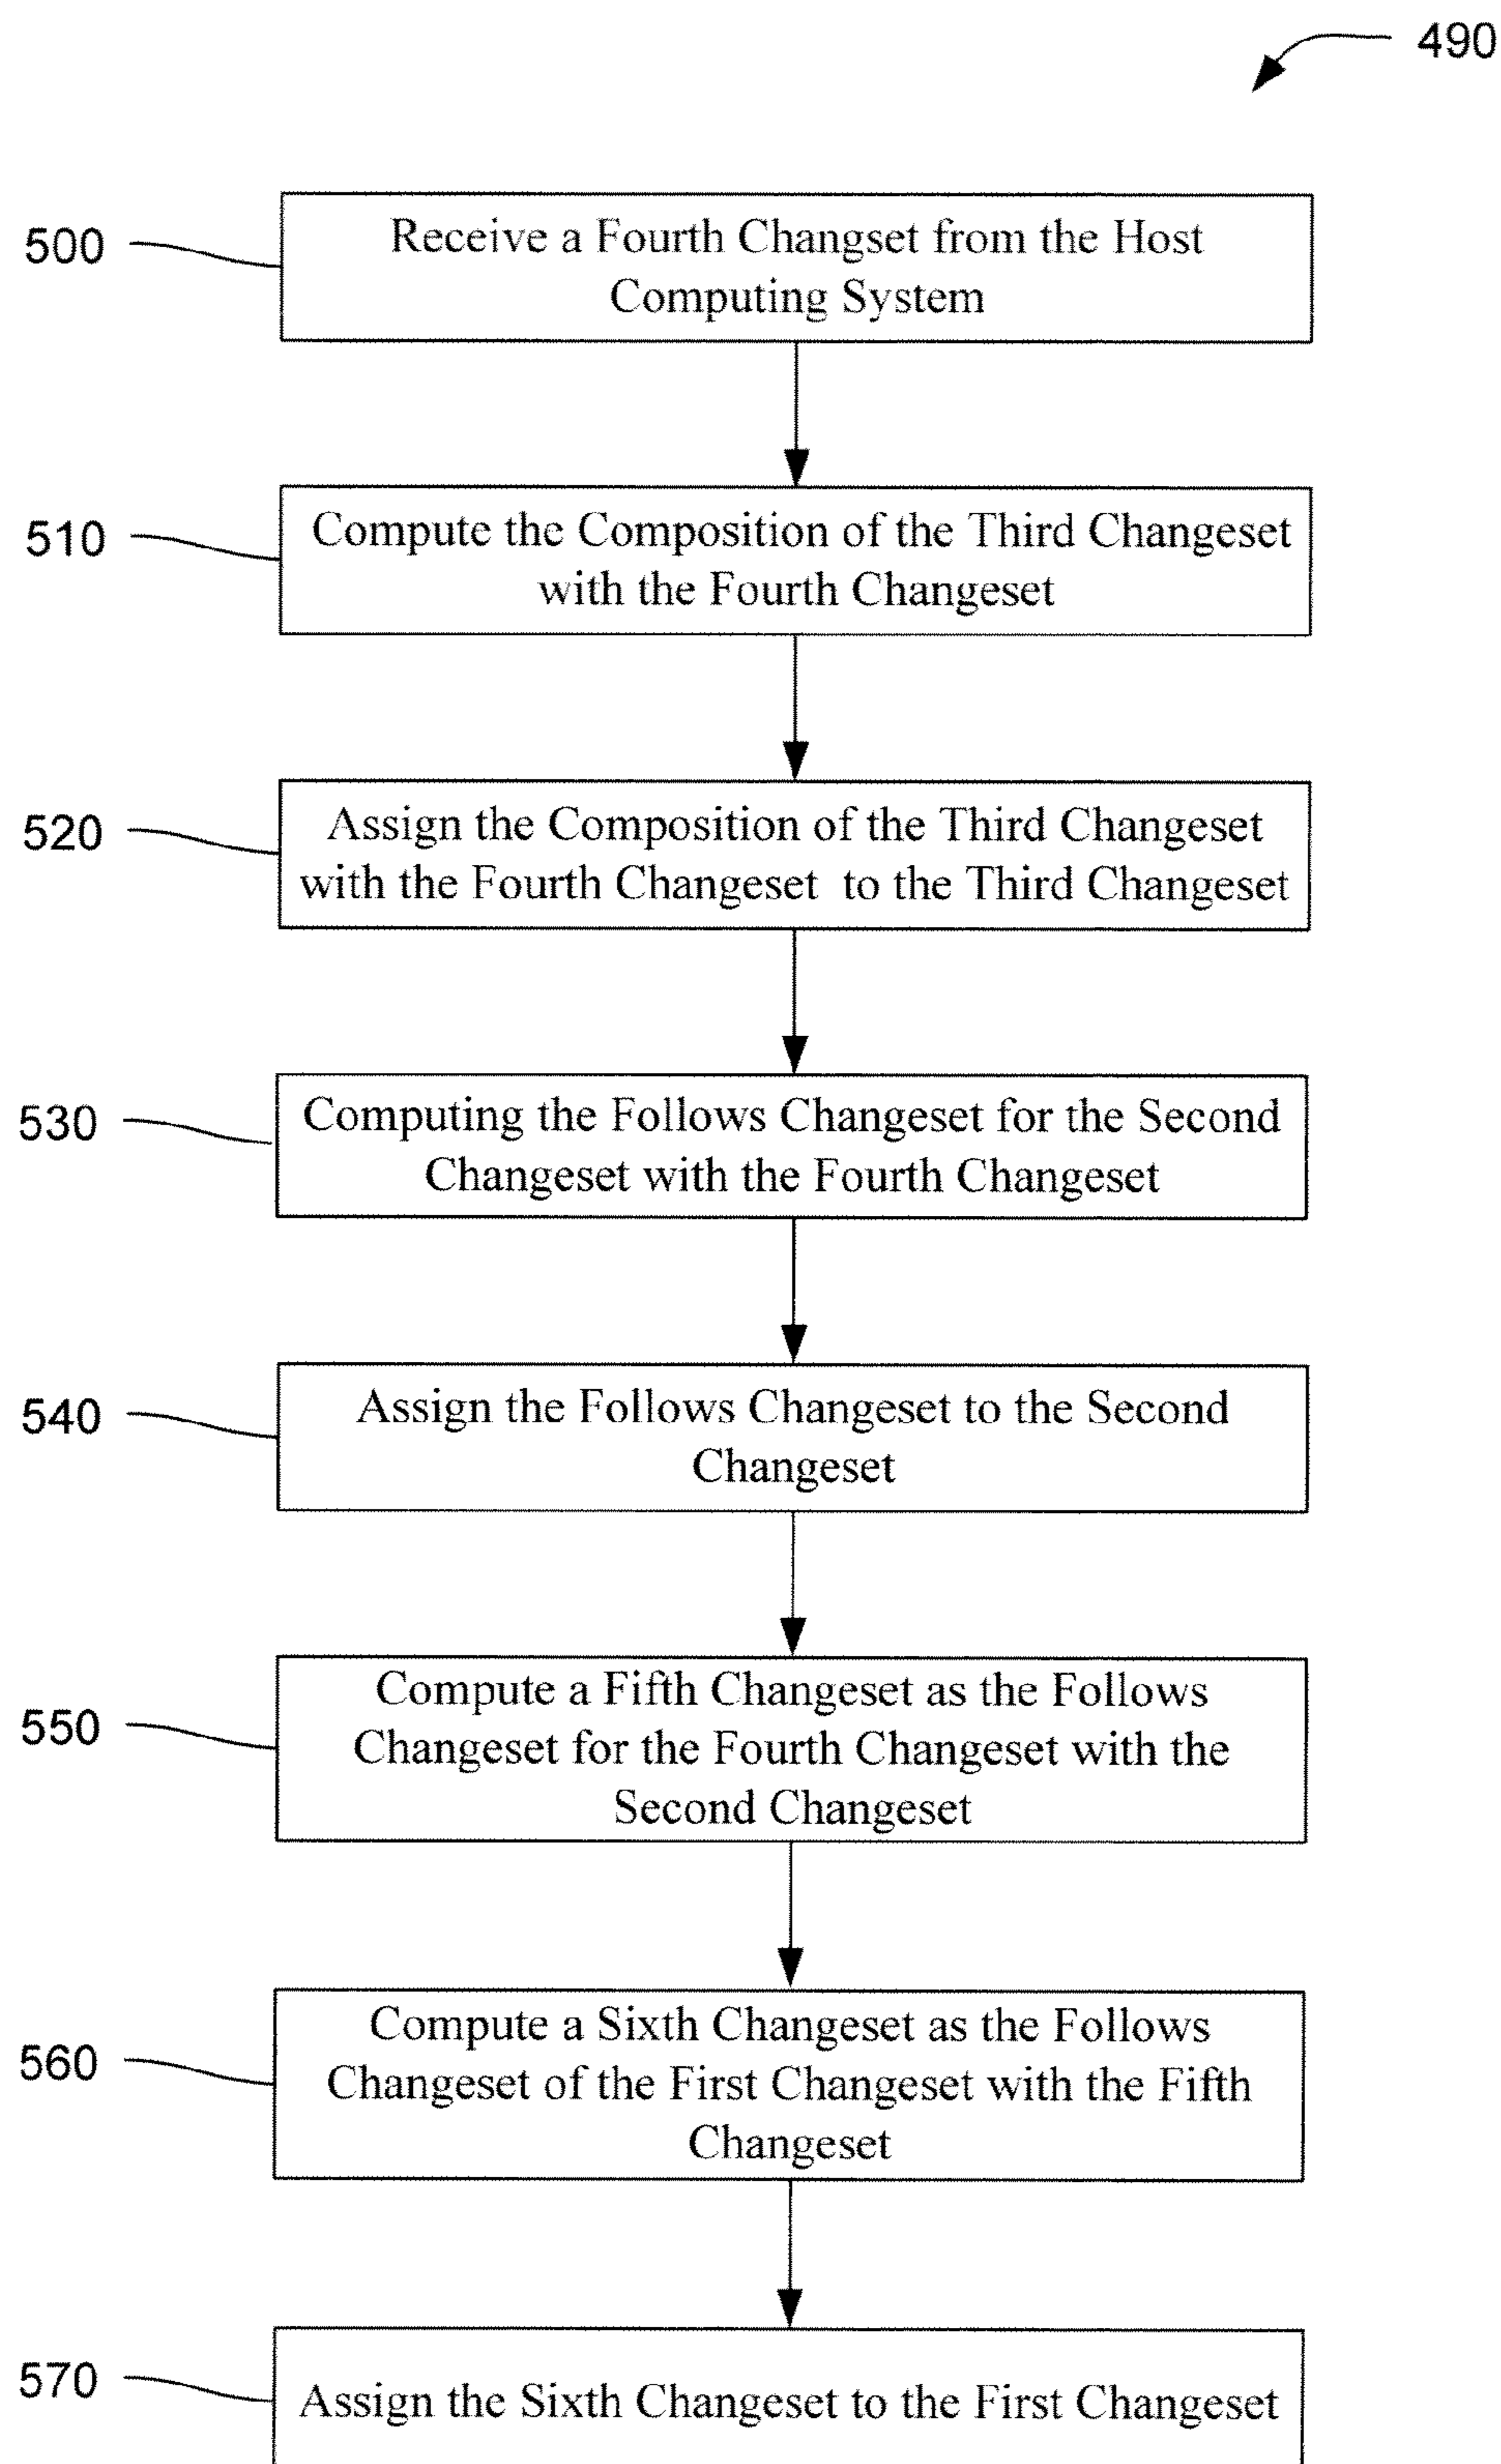 490
500
Receive a Fourth Changset from the Host
Computing System
510
Compute the Composition of the Third Changeset
with the Fourth Changeset
520
Assign the Composition of the Third Changeset
with the Fourth Changeset to the Third Changeset
530
Computing the Follows Changeset for the Second
Changeset with the Fourth Changeset
540
Assign the Follows Changeset to the Second
Changeset
550
Compute a Fifth Changeset as the Follows
Changeset for the Fourth Changeset with the
Second Changeset
560
Compute a Sixth Changeset as the Follows
Changeset of the First Changeset with the Fifth
Changeset
570
Assign the Sixth Changeset to the First Changeset